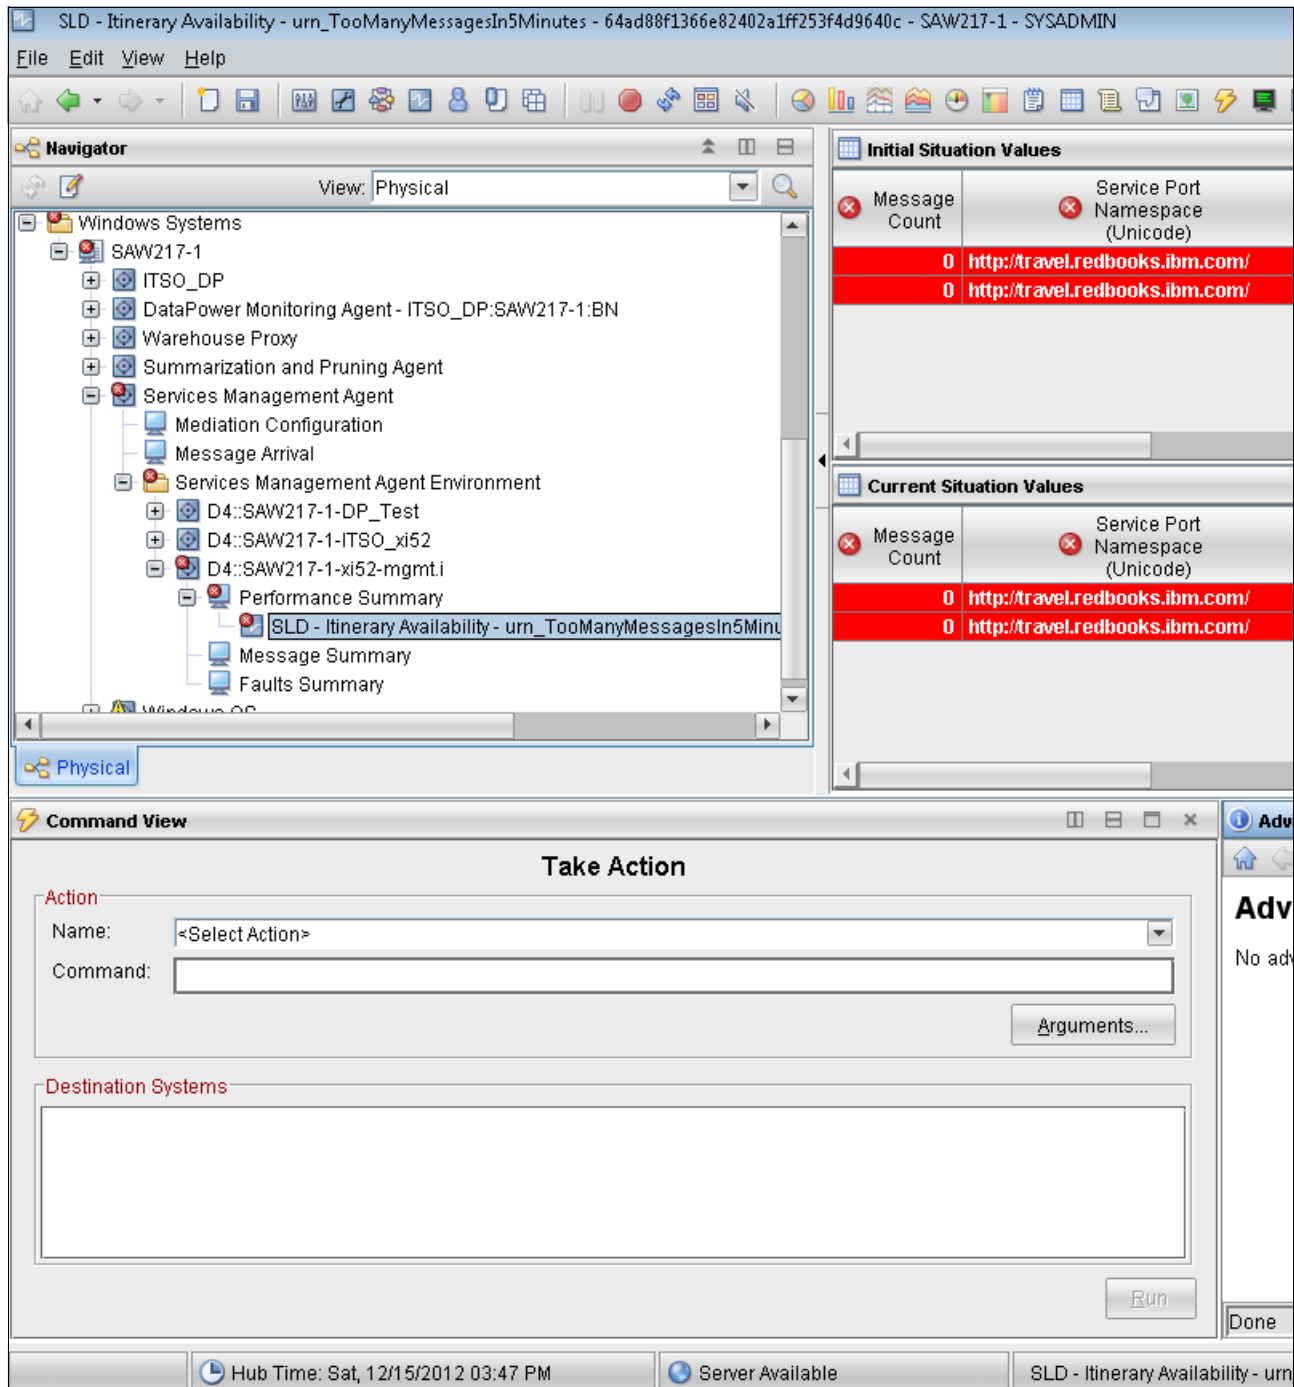 SLD - Itinerary Availability - urn_TooManyMessagesIn5Minutes - 64ad88f1366e82402a1ff253f4d9640c - SAW217-1 - SYSADMIN
File Edit View Help
Navigator
View: Physical
Windows Systems
SAW217-1
ITSO_DP
DataPower Monitoring Agent - ITSO_DP:SAW217-1:BN
Warehouse Proxy
Summarization and Pruning Agent
Services Management Agent
Mediation Configuration
Message Arrival
Services Management Agent Environment
D4::SAW217-1-DP_Test
D4::SAW217-1-ITSO_xi52
D4::SAW217-1-xi52-mgmt.i
Performance Summary
SLD - Itinerary Availability - urn_TooManyMessagesIn5Minu
Message Summary
Faults Summary
Windows OS
Physical
Initial Situation Values
Message Count
Service Port Namespace (Unicode)
0 http://travel.redbooks.ibm.com/
0 http://travel.redbooks.ibm.com/
Current Situation Values
Message Count
Service Port Namespace (Unicode)
0 http://travel.redbooks.ibm.com/
0 http://travel.redbooks.ibm.com/
Command View
Take Action
Action
Name: <Select Action>
Command:
Arguments...
Destination Systems
Run
Adv
Adv
No adv
Done
Hub Time: Sat, 12/15/2012 03:47 PM
Server Available
SLD - Itinerary Availability - urn